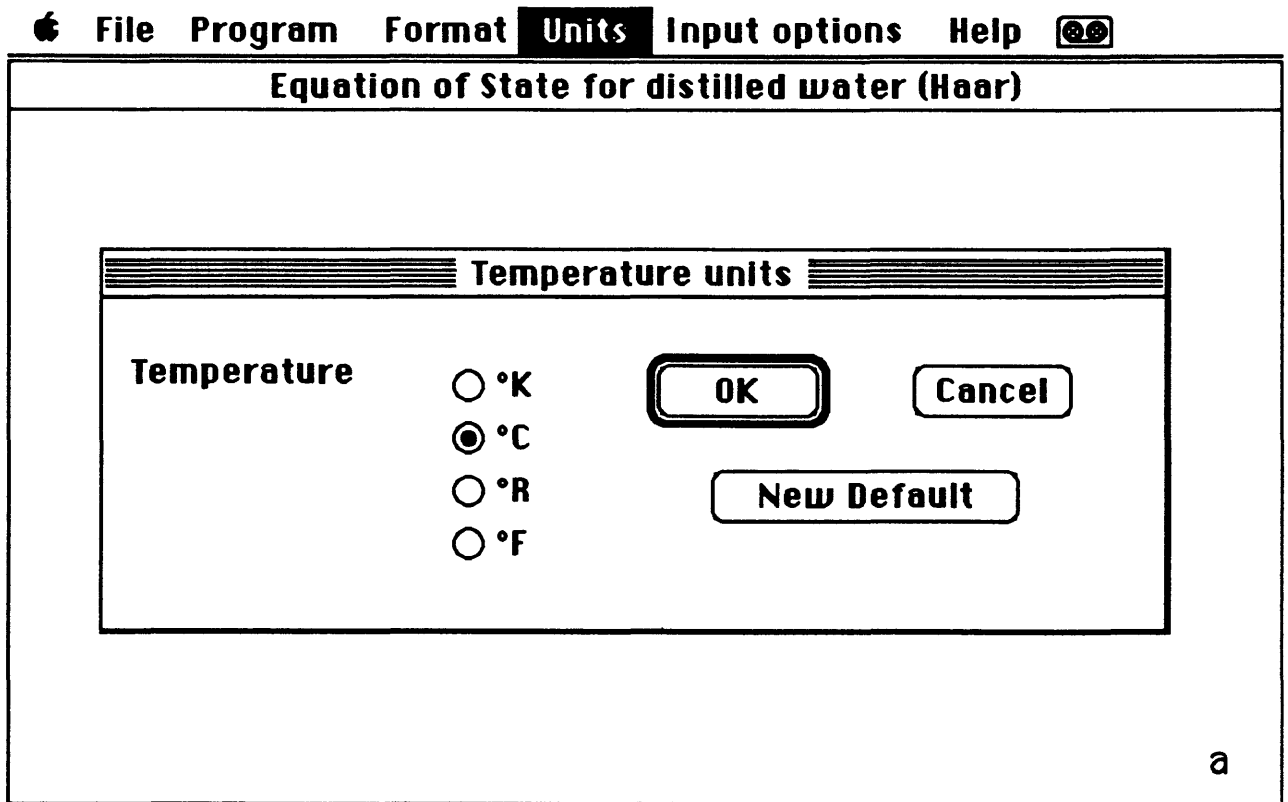 File Program Format Units Input options Help
Equation of State for distilled water (Haar)
Temperature units
Temperature
°K
OK
Cancel
°C
°R
New Default
°F
a